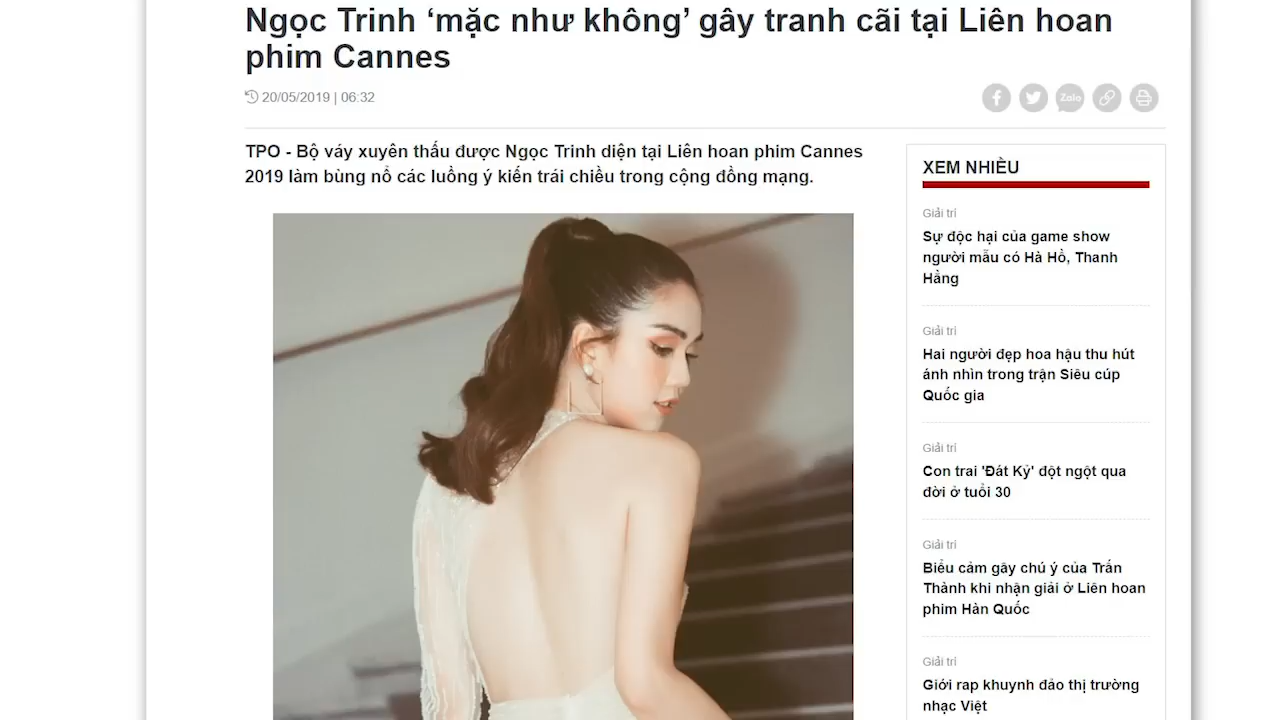 Ngọc Trinh ‘mặc như không’ gây tranh cãi tại Liên hoan
phim Cannes
20/05/2019 | 06:32
Zalo
TPO - Bộ váy xuyên thấu được Ngọc Trinh diện tại Liên hoan phim Cannes
2019 làm bùng nổ các luồng ý kiến trái chiều trong cộng đồng mạng.
XEM NHIỀU
Giải trí
Sự độc hại của game show
người mẫu có Hà Hồ, Thanh
Hằng
Giải trí
Hai người đẹp hoa hậu thu hút
ánh nhìn trong trận Siêu cúp
Quốc gia
Giải trí
Con trai 'Đát Kỷ' đột ngột qua
đời ở tuổi 30
Giải trí
Biểu cảm gây chú ý của Trấn
Thành khi nhận giải ở Liên hoan
phim Hàn Quốc
Giải trí
Giới rap khuynh đảo thị trường
nhạc Việt